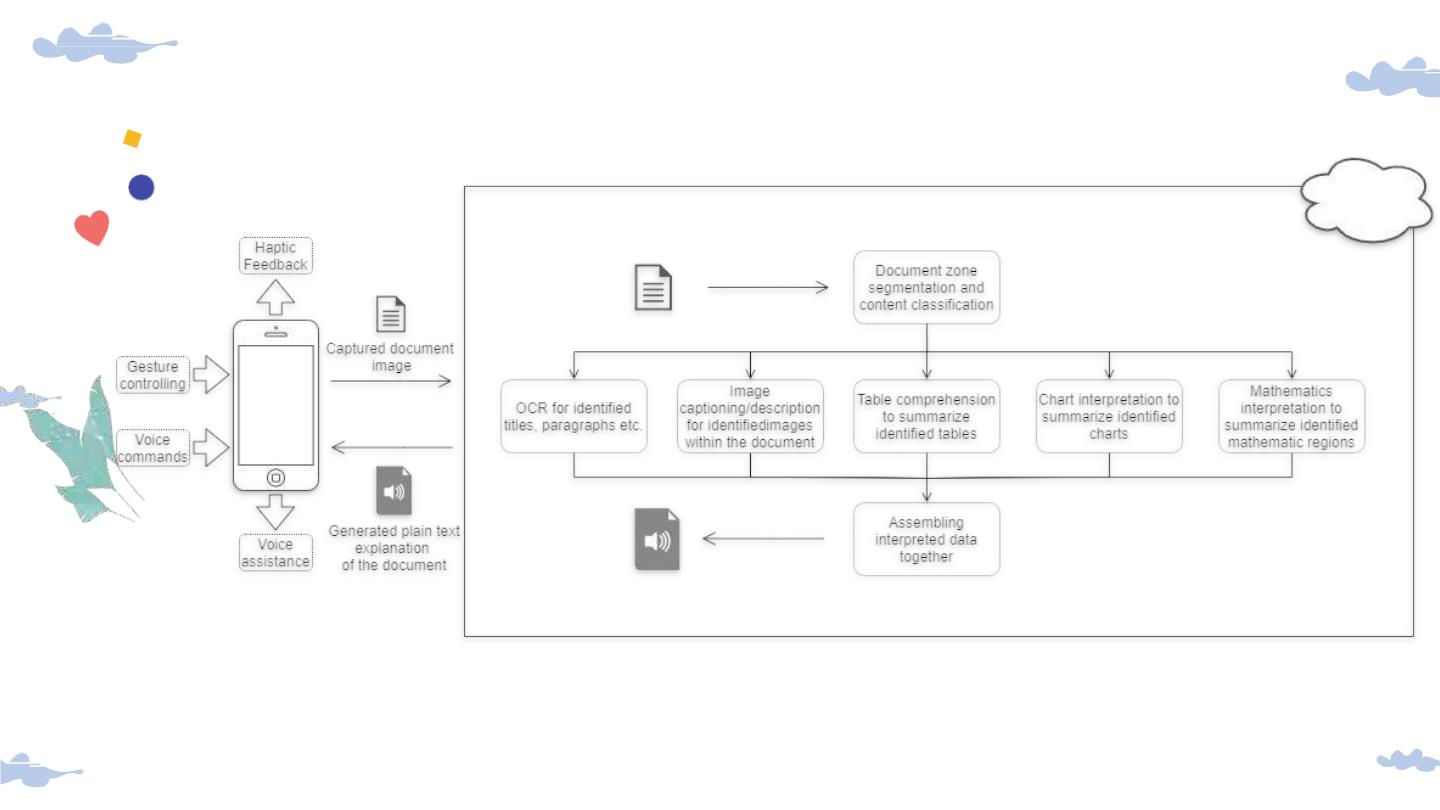 Haptic
Feedback
Gesture
controlling
Voice
commands
Voice
assistance
Captured document
image
Generated plain text
explanation
of the document
Document zone
segmentation and
content classification
OCR for identified
titles, paragraphs etc.
Image
captioning/description
for identifiedimages
within the document
Table comprehension
to summarize
identified tables
Chart interpretation to
summarize identified
charts
Mathematics
interpretation to
summarize identified
mathematic regions
Assembling
interpreted data
together